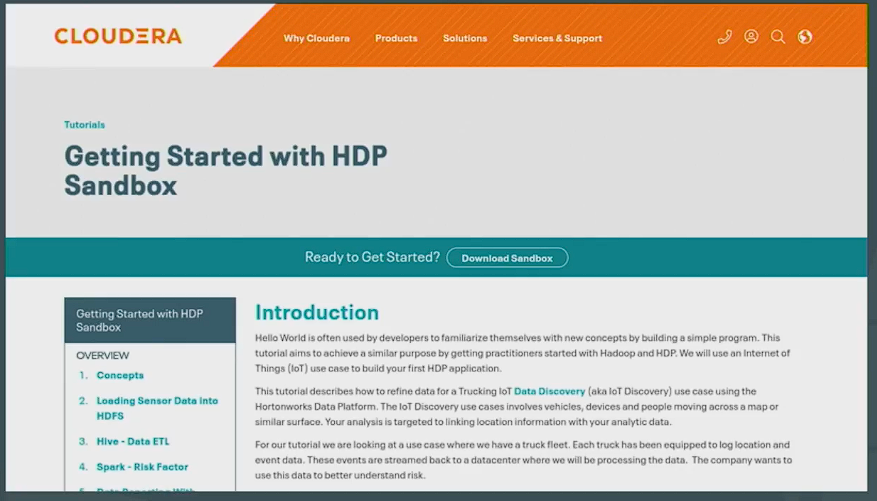 CLOUDERA
Why Cloudera Products Solutions Services & Support
Tutorials
Getting Started with HDP
Sandbox
Ready to Get Started? Download Sandbox
Getting Started with HDP
Sandbox
OVERVIEW
1. Concepts
2. Loading Sensor Data into
HDFS
3. Hive - Data ETL
4. Spark - Risk Factor
5. Data Reporting With
Introduction
Hello World is often used by developers to familiarize themselves with new concepts by building a simple program. This
tutorial aims to achieve a similar purpose by getting practitioners started with Hadoop and HDP. We will use an Internet of
Things (IoT) use case to build your first HDP application.
This tutorial describes how to refine data for a Trucking IoT Data Discovery (aka IoT Discovery) use case using the
Hortonworks Data Platform. The IoT Discovery use cases involves vehicles, devices and people moving across a map or
similar surface. Your analysis is targeted to linking location information with your analytic data.
For our tutorial we are looking at a use case where we have a truck fleet. Each truck has been equipped to log location and
event data. These events are streamed back to a datacenter where we will be processing the data. The company wants to
use this data to better understand risk.